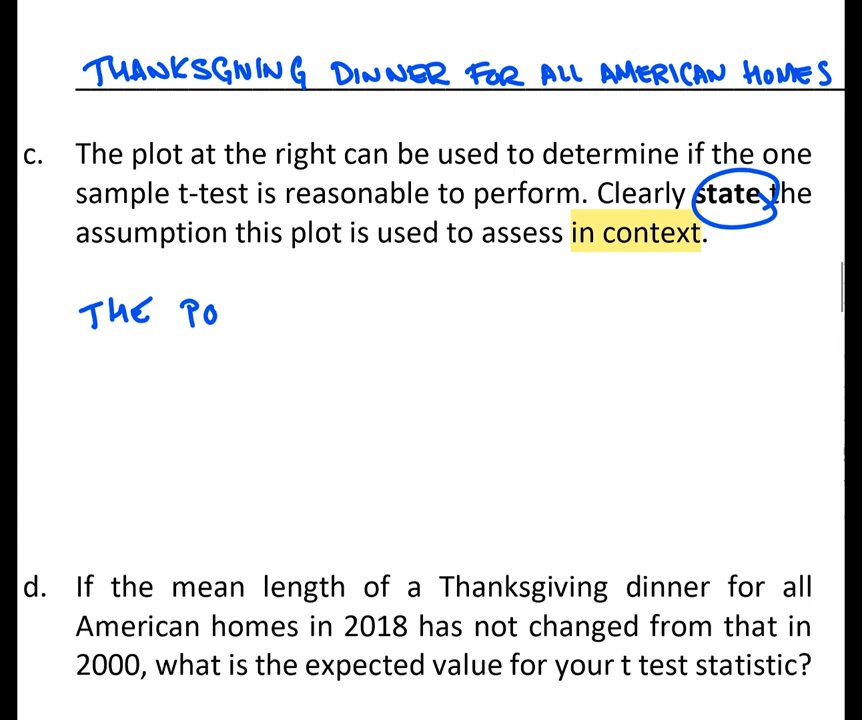 THANKSGIVING DINNER FOR ALL AMERICAN HOMES
c. The plot at the right can be used to determine if the one
sample t-test is reasonable to perform. Clearly state the
assumption this plot is used to assess in context.
THE PO
d. If the mean length of a Thanksgiving dinner for all
American homes in 2018 has not changed from that in
2000, what is the expected value for your t test statistic?